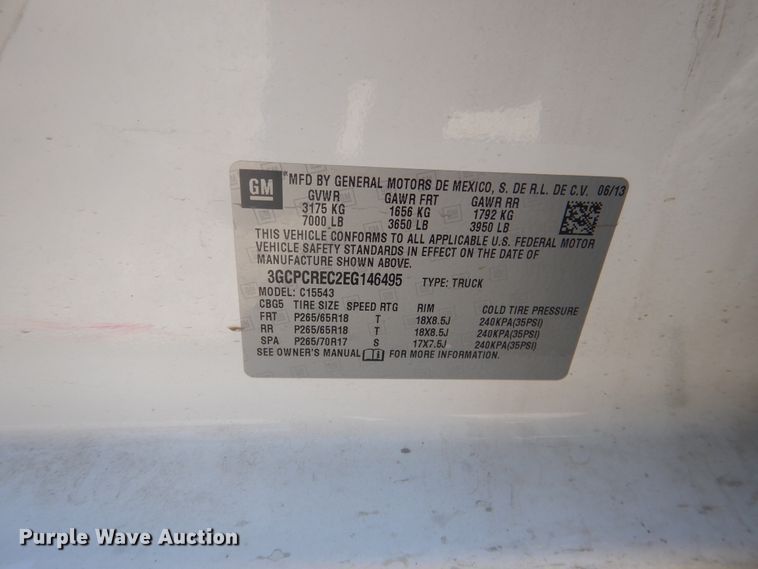 GM
MFD BY GENERAL MOTORS DE MEXICO, S. DE R.L. DE C.V. 06/13
GVWR GAWR FRT GAWR RR
3175 KG 1656 KG 1792 KG
7000 LB 3650 LB 3950 LB
THIS VEHICLE CONFORMS TO ALL APPLICABLE U.S. FEDERAL MOTOR
VEHICLE SAFETY STANDARDS IN EFFECT ON THE DATE OF
MANUFACTURE SHOWN ABOVE.
3GCPCREC2EG146495 TYPE: TRUCK
MODEL: C15543
CBG5 TIRE SIZE SPEED RTG RIM COLD TIRE PRESSURE
FRT P265/65R18 T 18X8.5J 240KPA(35PSI)
RR P265/65R18 T 18X8.5J 240KPA(35PSI)
SPA P265/70R17 S 17X7.5J 240KPA(35PSI)
SEE OWNER'S MANUAL FOR MORE INFORMATION.
Purple Wave Auction